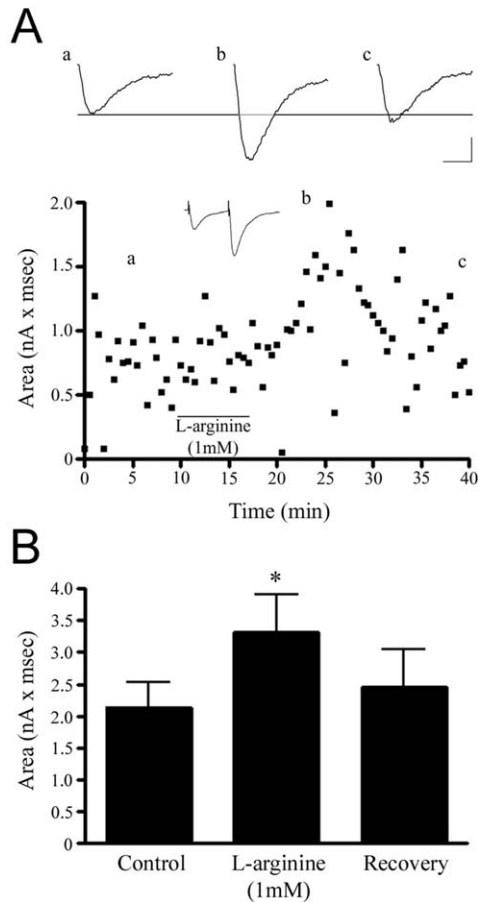 A
a b c
2.0
1.5
1.0
0.5
0
Area (nA x msec)
a
b
c
L-arginine
(1mM)
0 5 10 15 20 25 30 35 40
Time (min)
B
4.0
3.5
3.0
2.5
2.0
1.5
1.0
0.5
0
Area (nA x msec)
*
Control L-arginine Recovery
(1mM)